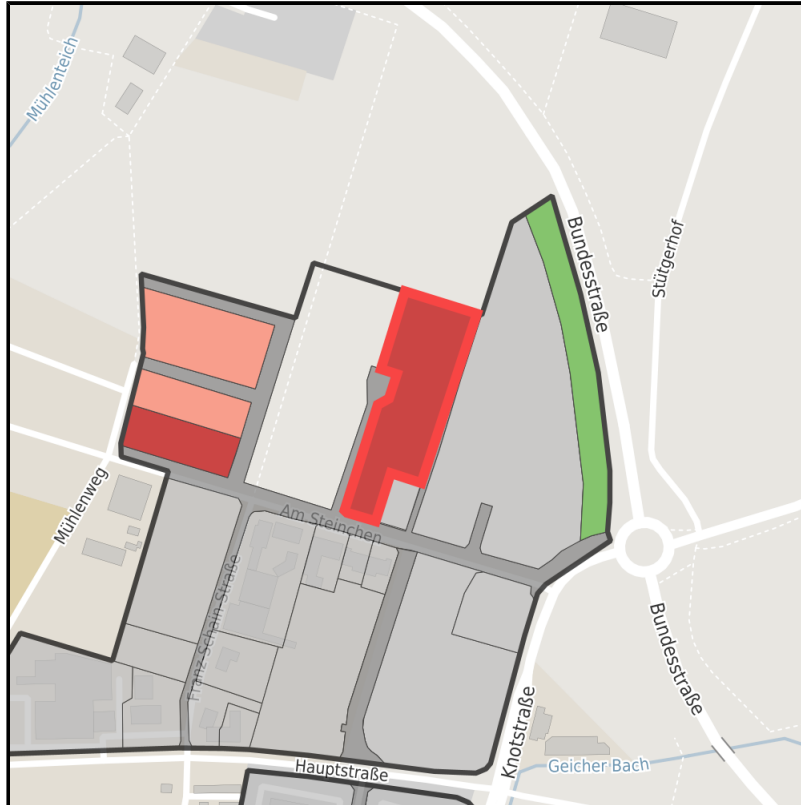 Mühlenteich
Bundesstraße
Stütgerhof
Mühlenweg
Am Steinchen
Franz-Schain-Straße
Bundesstraße
Knotstraße
Geicher Bach
Hauptstraße